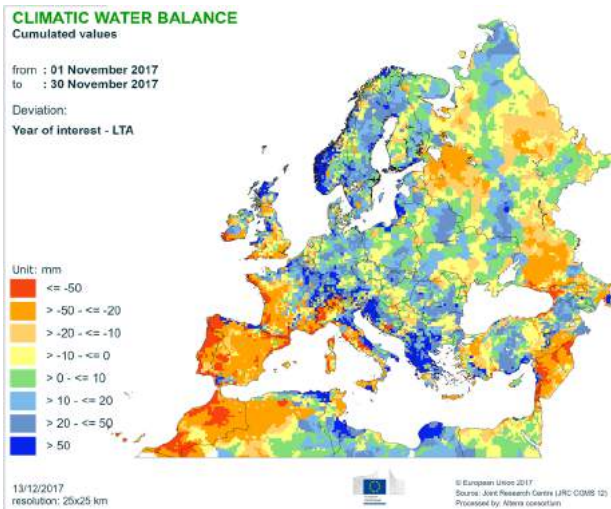 CLIMATIC WATER BALANCE
Cumulated values
from : 01 November 2017
to : 30 November 2017
Deviation:
Year of interest - LTA
Unit: mm
<= -50
> -50 - <= -20
> -20 - <= -10
> -10 - <= 0
> 0 - <= 10
> 10 - <= 20
> 20 - <= 50
> 50
13/12/2017
resolution: 25x25 km
© European Union 2017
Source: Joint Research Centre (JRC CGMS 12)
Processed by: Alterra consortium